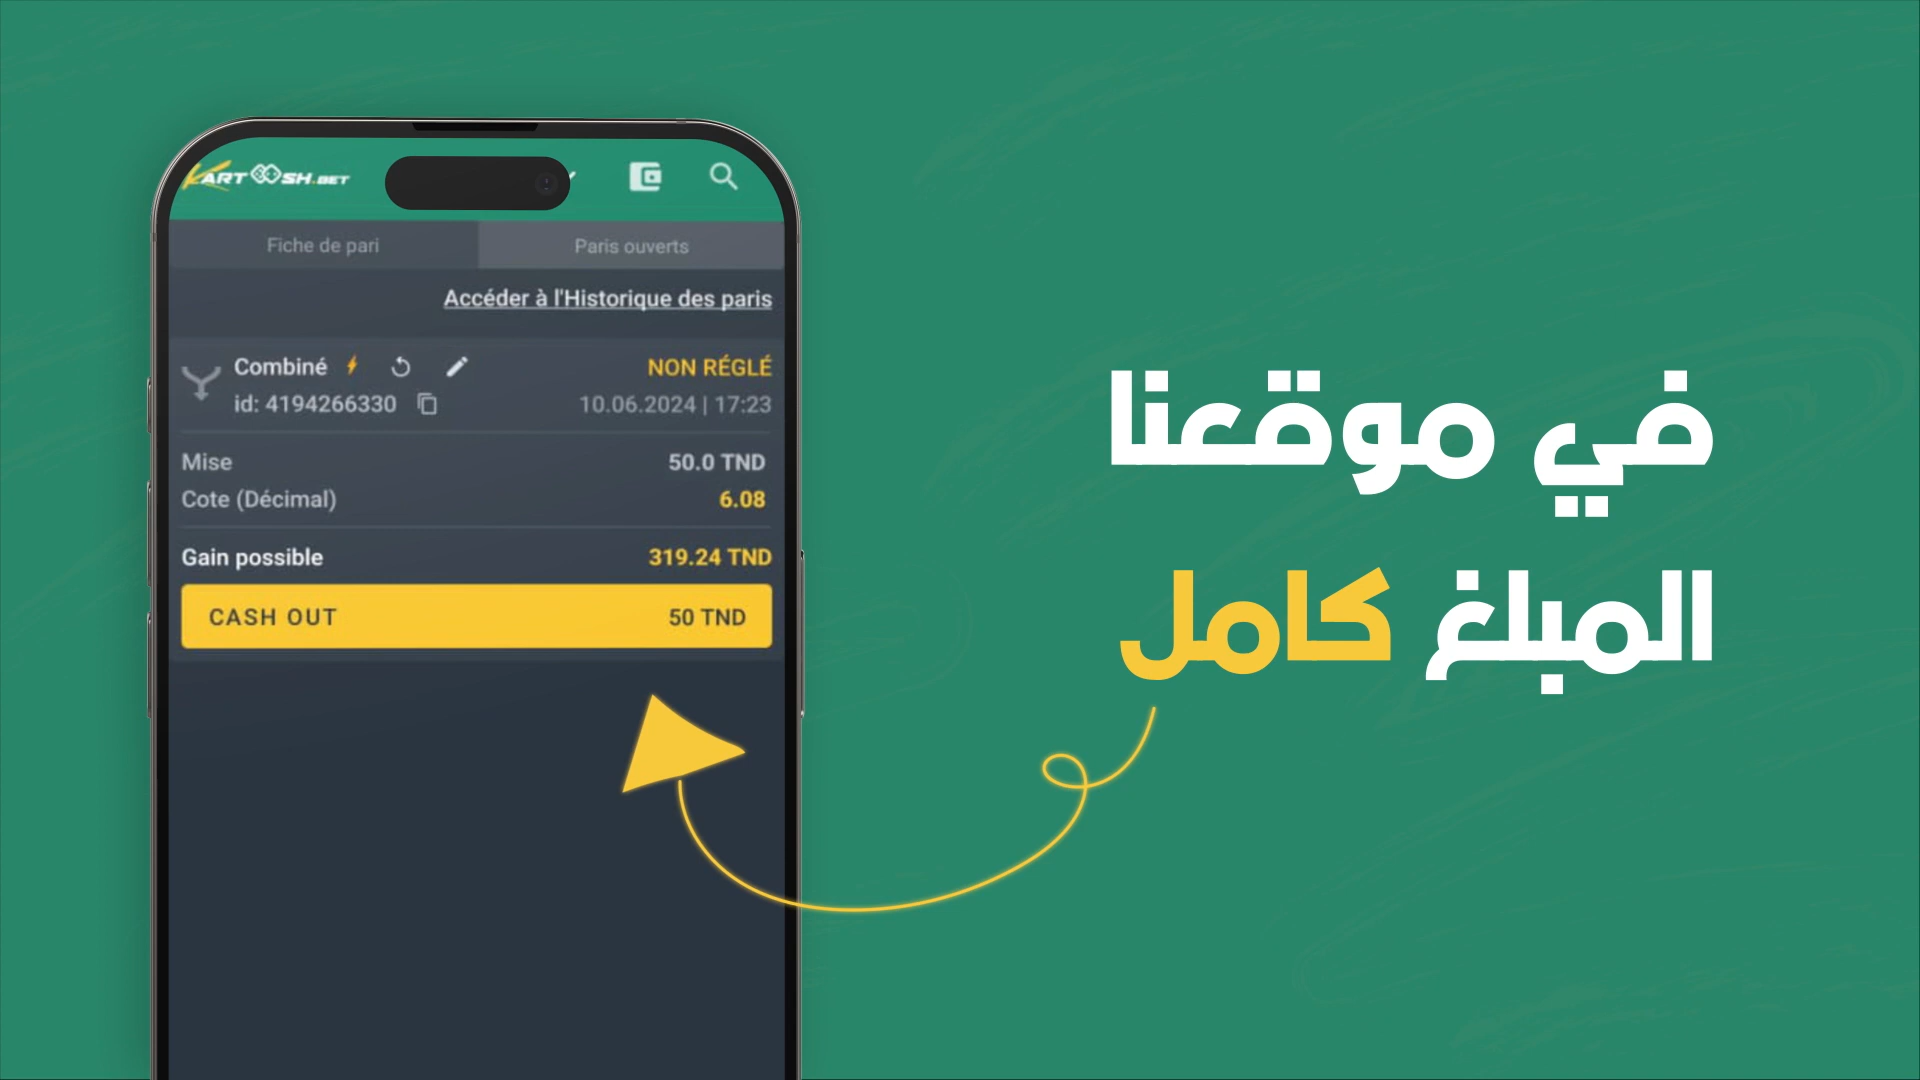 KARTOOSH.BET
Fiche de pari
Paris ouverts
Accéder à l'Historique des paris
Combiné
NON RÉGLÉ
id: 4194266330
10.06.2024 | 17:23
Mise
50.0 TND
Cote (Décimal)
6.08
Gain possible
319.24 TND
CASH OUT
50 TND
في موقعنا
المبلغ كامل